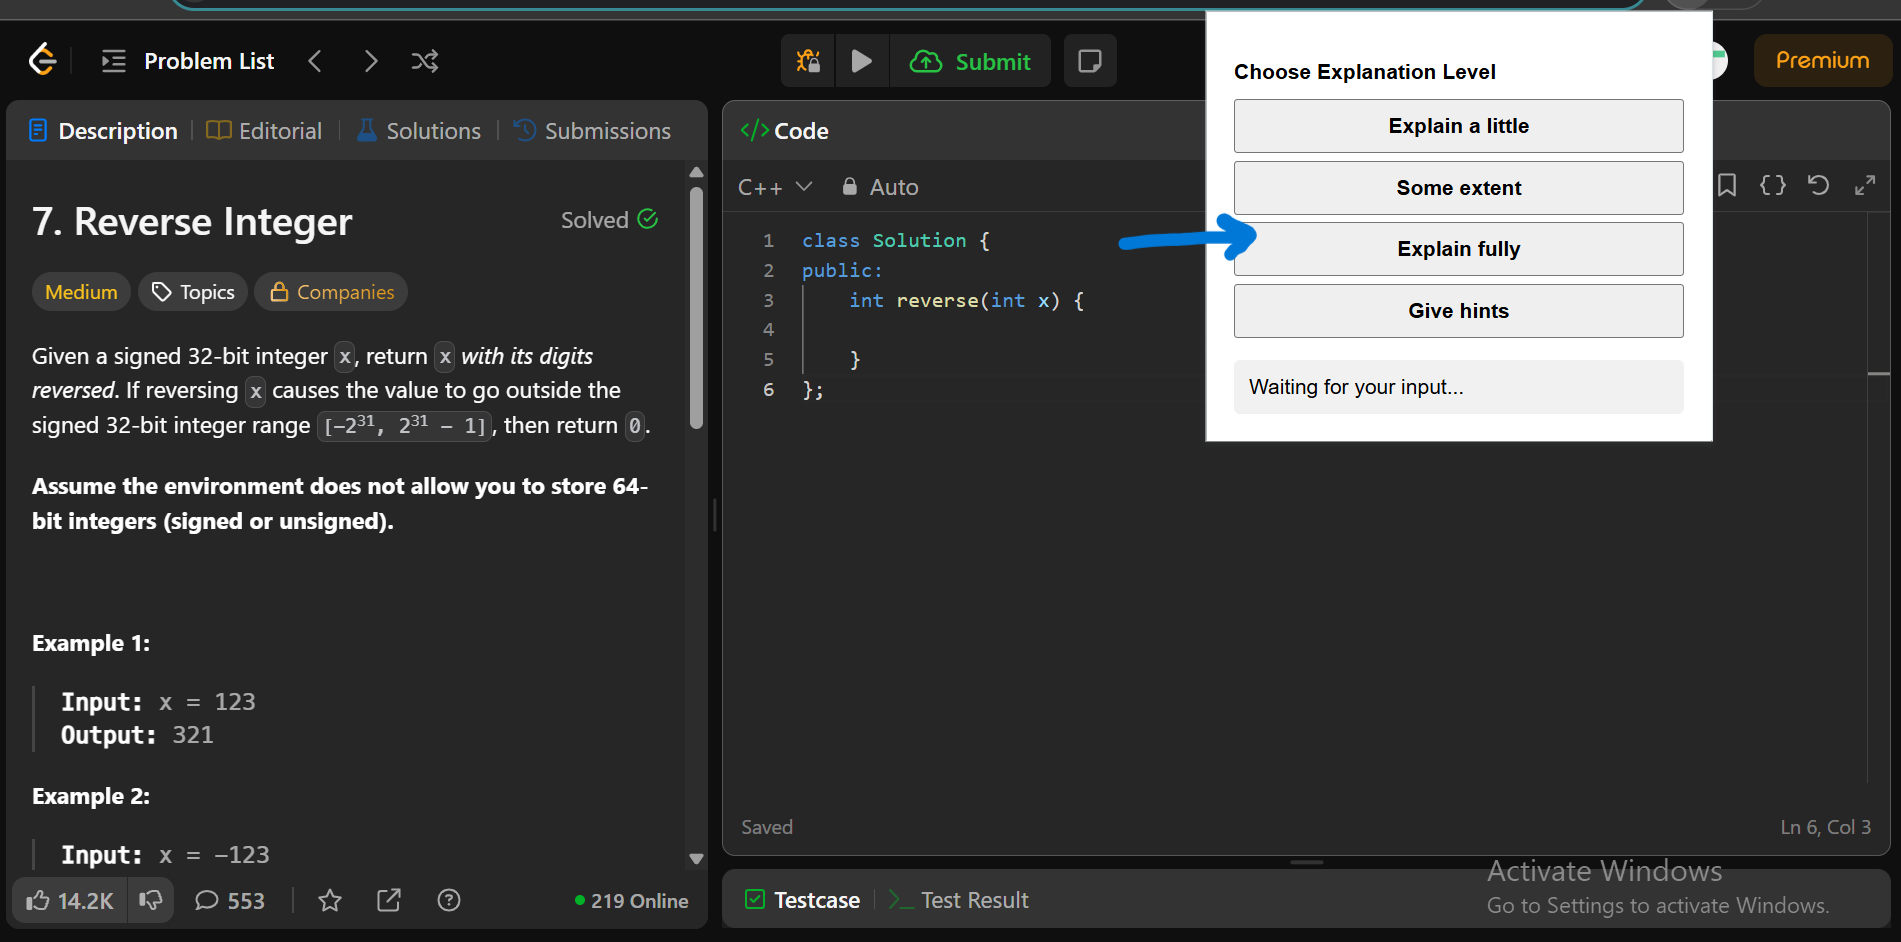 Problem List
Submit
Premium
Description
Editorial
Solutions
Submissions
7. Reverse Integer
Solved
Medium
Topics
Companies
Given a signed 32-bit integer x, return x with its digits
reversed. If reversing x causes the value to go outside the
signed 32-bit integer range [−2³¹, 2³¹ − 1], then return 0.
Assume the environment does not allow you to store 64-
bit integers (signed or unsigned).
Example 1:
Input: x = 123
Output: 321
Example 2:
Input: x = −123
14.2K
553
219 Online
</> Code
C++
Auto
1 class Solution {
2 public:
3 int reverse(int x) {
4
5 }
6 };
Saved
Ln 6, Col 3
Testcase
Test Result
Choose Explanation Level
Explain a little
Some extent
Explain fully
Give hints
Waiting for your input...
Activate Windows
Go to Settings to activate Windows.